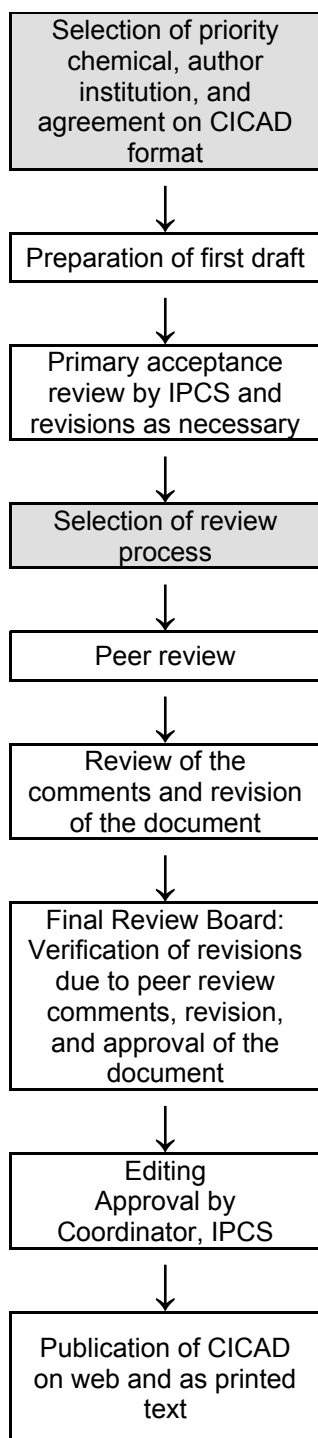 Selection of priority
chemical, author
institution, and
agreement on CICAD
format
Preparation of first draft
Primary acceptance
review by IPCS and
revisions as necessary
Selection of review
process
Peer review
Review of the
comments and revision
of the document
Final Review Board:
Verification of revisions
due to peer review
comments, revision,
and approval of the
document
Editing
Approval by
Coordinator, IPCS
Publication of CICAD
on web and as printed
text